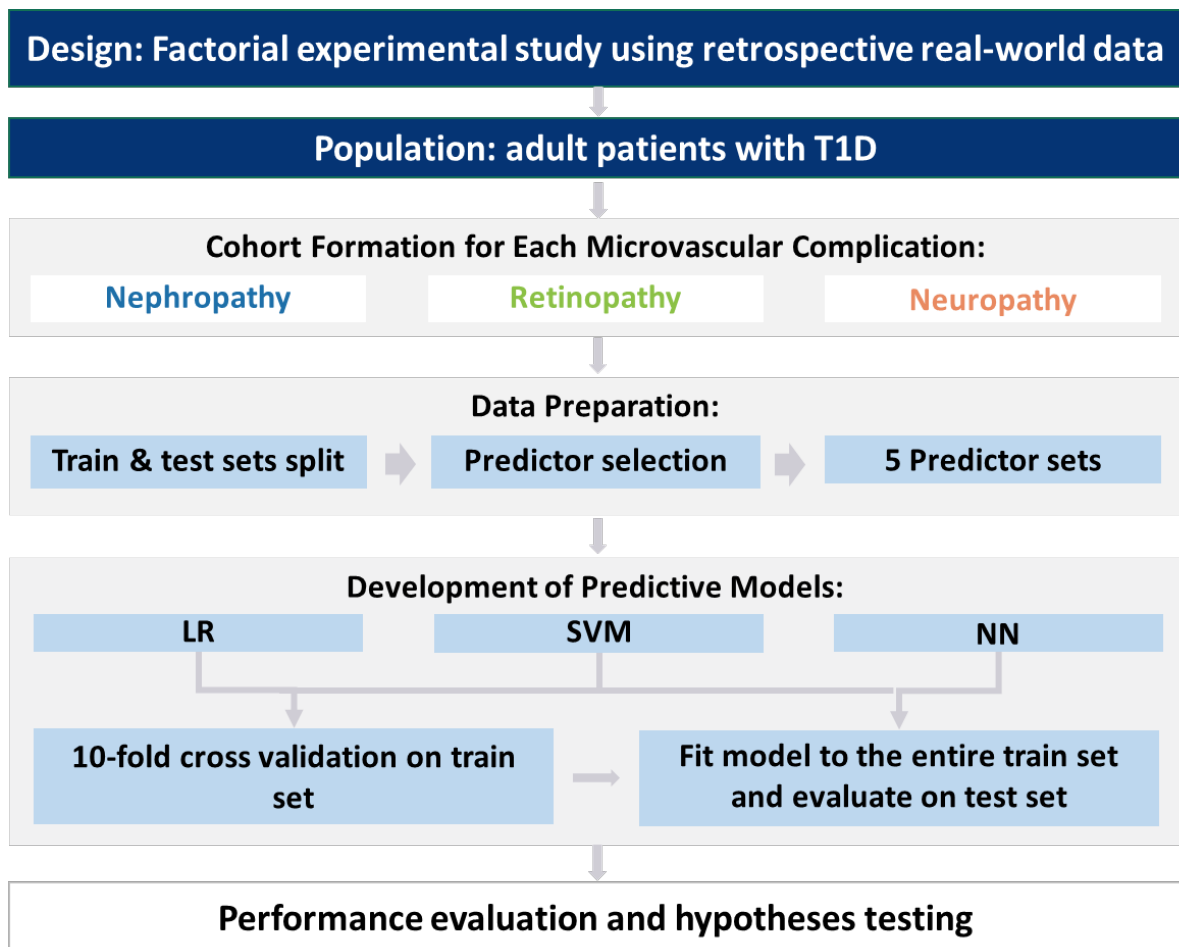 Design: Factorial experimental study using retrospective real-world data
Population: adult patients with T1D
Cohort Formation for Each Microvascular Complication:
Nephropathy
Retinopathy
Neuropathy
Data Preparation:
Train & test sets split
Predictor selection
5 Predictor sets
Development of Predictive Models:
LR
SVM
NN
10-fold cross validation on train
set
Fit model to the entire train set
and evaluate on test set
Performance evaluation and hypotheses testing